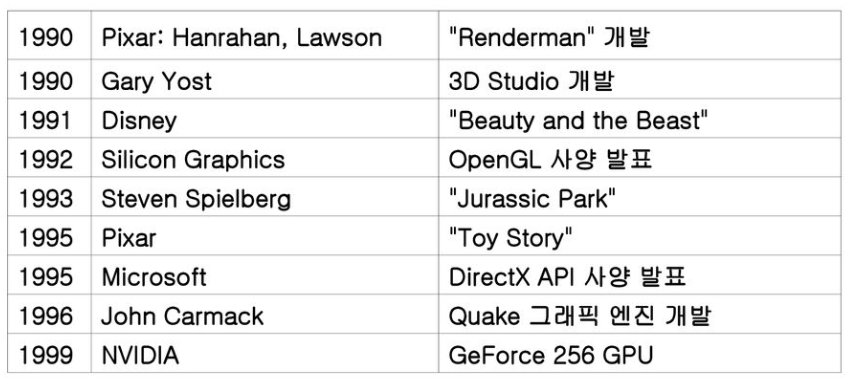 1990 Pixar: Hanrahan, Lawson "Renderman" 개발
1990 Gary Yost 3D Studio 개발
1991 Disney "Beauty and the Beast"
1992 Silicon Graphics OpenGL 사양 발표
1993 Steven Spielberg "Jurassic Park"
1995 Pixar "Toy Story"
1995 Microsoft DirectX API 사양 발표
1996 John Carmack Quake 그래픽 엔진 개발
1999 NVIDIA GeForce 256 GPU